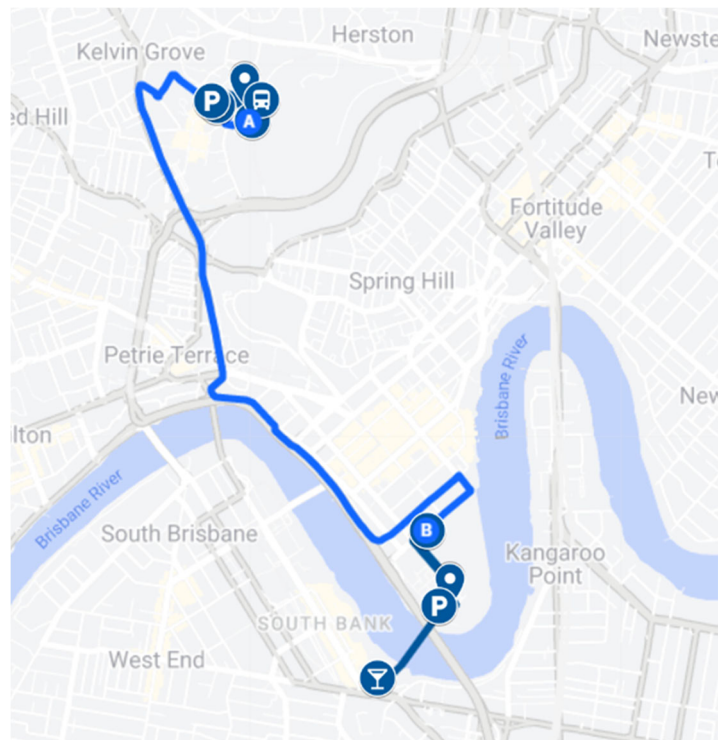 Herston
Kelvin Grove
Newste
P
A
ed Hill
Fortitude
Valley
Spring Hill
Petrie Terrace
Brisbane River
New
lton
Brisbane River
B
South Brisbane
Kangaroo
Point
P
SOUTH BANK
West End